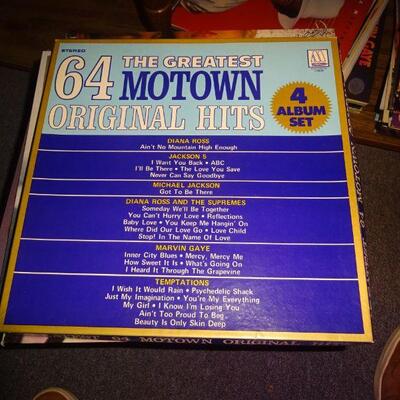 STEREO
64 THE GREATEST
MOTOWN
ORIGINAL HITS
M
4
ALBUM
SET
DIANA ROSS
Ain't No Mountain High Enough
JACKSON 5
I Want You Back • ABC
I'll Be There • The Love You Save
Never Can Say Goodbye
MICHAEL JACKSON
Got To Be There
DIANA ROSS AND THE SUPREMES
Someday We'll Be Together
You Can't Hurry Love • Reflections
Baby Love • You Keep Me Hangin' On
Where Did Our Love Go • Love Child
Stop! In The Name Of Love
MARVIN GAYE
Inner City Blues • Mercy, Mercy Me
How Sweet It Is • What's Going On
I Heard It Through The Grapevine
TEMPTATIONS
I Wish It Would Rain • Psychedelic Shack
Just My Imagination • You're My Everything
My Girl • I Know I'm Losing You
Ain't Too Proud To Beg
Beauty Is Only Skin Deep
64 MOTOWN ORIGINAL
GAYE